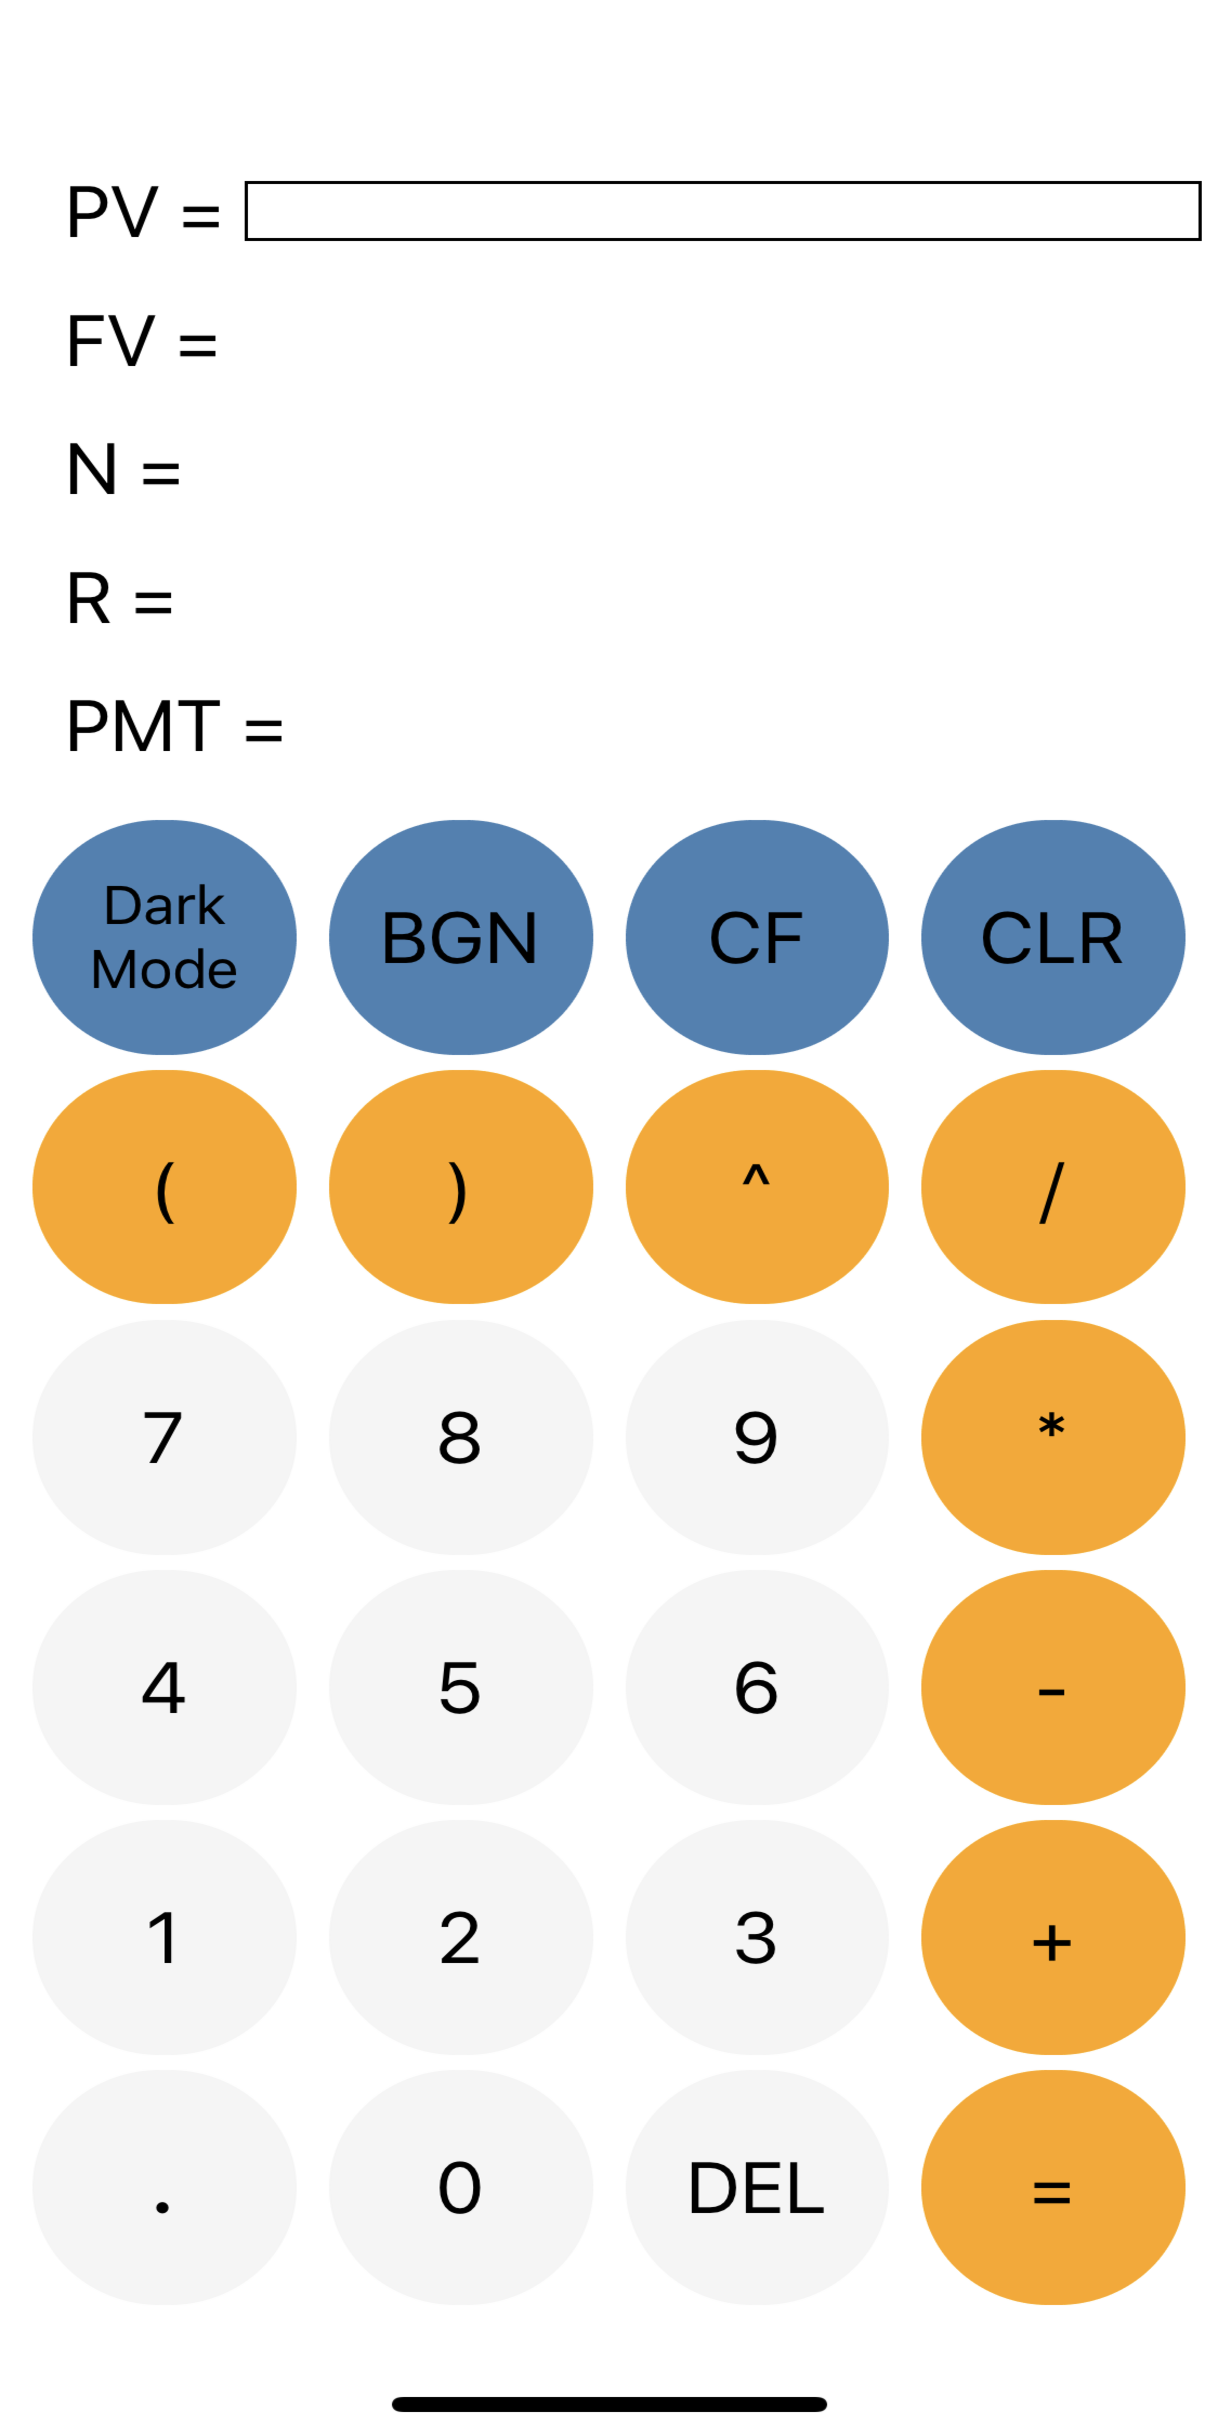 PV =
FV =
N =
R =
PMT =
Dark Mode BGN CF CLR
( ) ^ /
7 8 9 *
4 5 6 -
1 2 3 +
. 0 DEL =